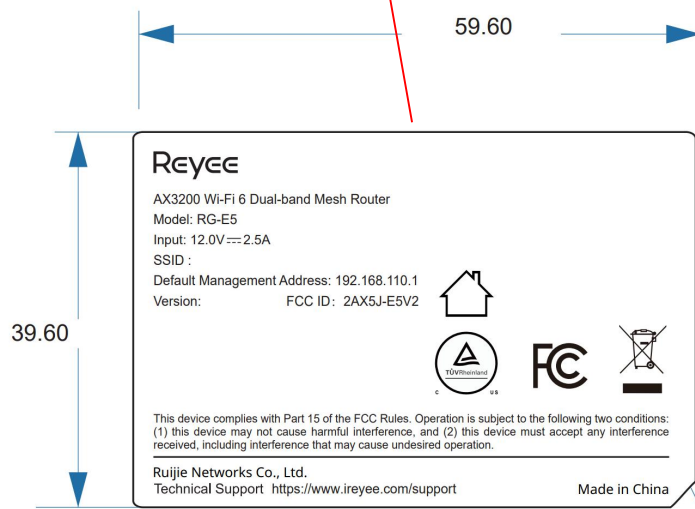 59.60
39.60
Reyee
AX3200 Wi-Fi 6 Dual-band Mesh Router
Model: RG-E5
Input: 12.0V⎓2.5A
SSID :
Default Management Address: 192.168.110.1
Version: FCC ID: 2AX5J-E5V2
TÜVRheinland
C US
FC
This device complies with Part 15 of the FCC Rules. Operation is subject to the following two conditions:
(1) this device may not cause harmful interference, and (2) this device must accept any interference
received, including interference that may cause undesired operation.
Ruijie Networks Co., Ltd.
Technical Support https://www.ireyee.com/support
Made in China